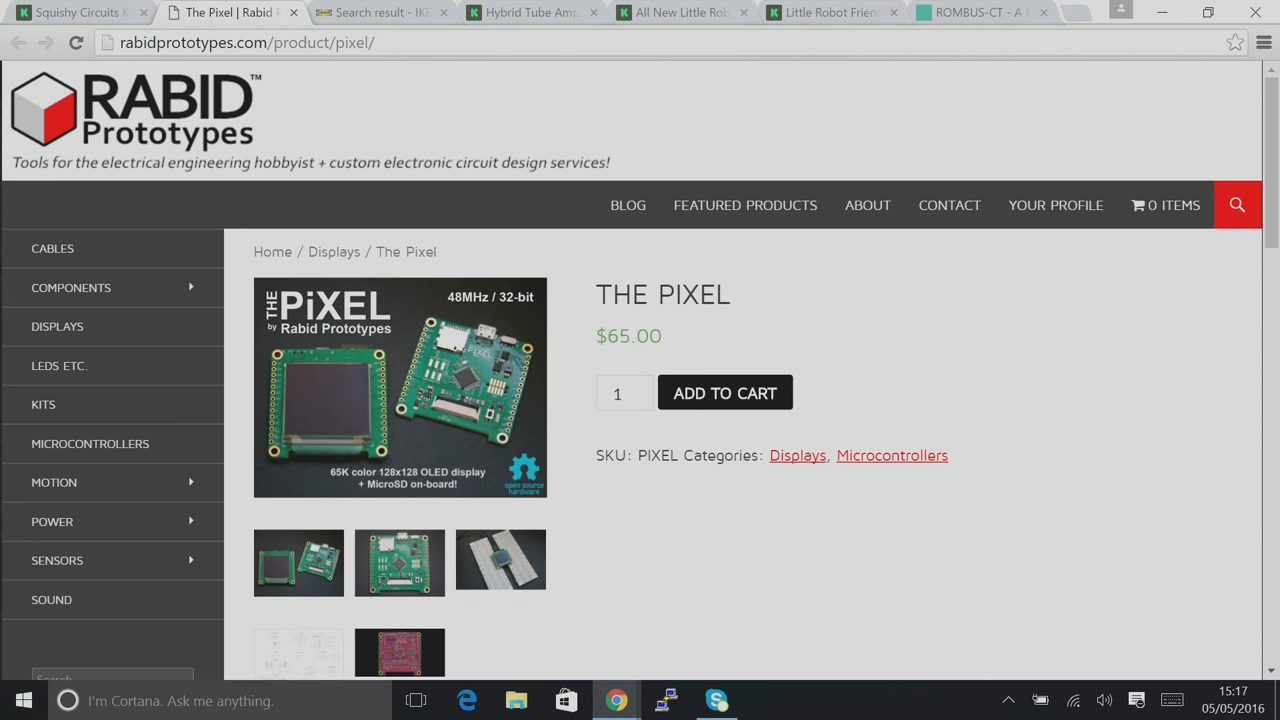 Squishy Circuits
The Pixel | Rabid P
Search result - IKE
Hybrid Tube Amp
All New Little Rob
Little Robot Frien
ROMBUS-CT - A F
rabidprototypes.com/product/pixel/
RABID™
Prototypes
Tools for the electrical engineering hobbyist + custom electronic circuit design services!
BLOG FEATURED PRODUCTS ABOUT CONTACT YOUR PROFILE 0 ITEMS
CABLES
COMPONENTS
DISPLAYS
LEDS ETC.
KITS
MICROCONTROLLERS
MOTION
POWER
SENSORS
SOUND
Search
Home / Displays / The Pixel
THE PiXEL
by Rabid Prototypes
48MHz / 32-bit
PIXEL
65K color 128x128 OLED display
+ MicroSD on-board!
open source
hardware
THE PIXEL
$65.00
1 ADD TO CART
SKU: PIXEL Categories: Displays, Microcontrollers
I'm Cortana. Ask me anything.
15:17
05/05/2016